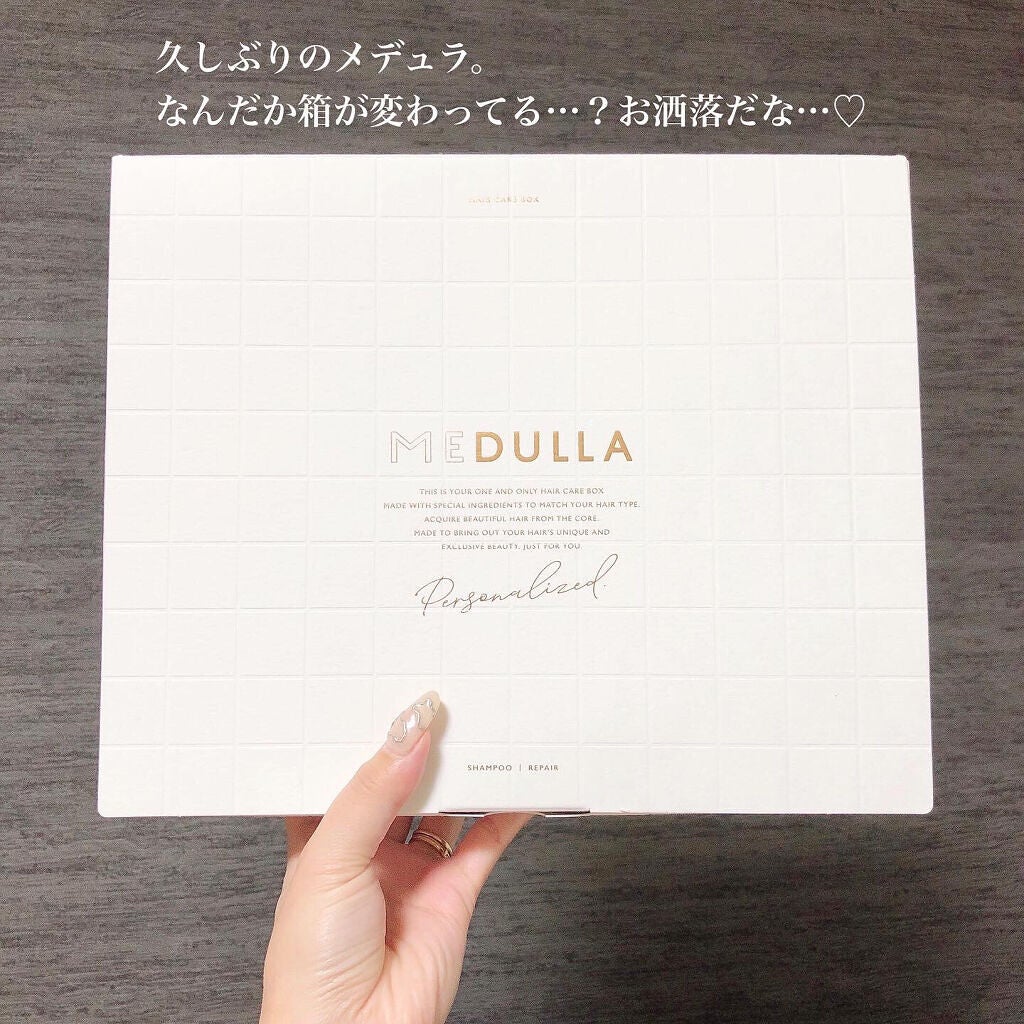 久しぶりのメデュラ。
なんだか箱が変わってる…？お洒落だな…♡
HAIR CARE BOX
MEDULLA
THIS IS YOUR ONE AND ONLY HAIR CARE BOX
MADE WITH SPECIAL INGREDIENTS TO MATCH YOUR HAIR TYPE.
ACQUIRE BEAUTIFUL HAIR FROM THE CORE.
MADE TO BRING OUT YOUR HAIR'S UNIQUE AND
EXCLUSIVE BEAUTY. JUST FOR YOU.
Personalized.
SHAMPOO | REPAIR